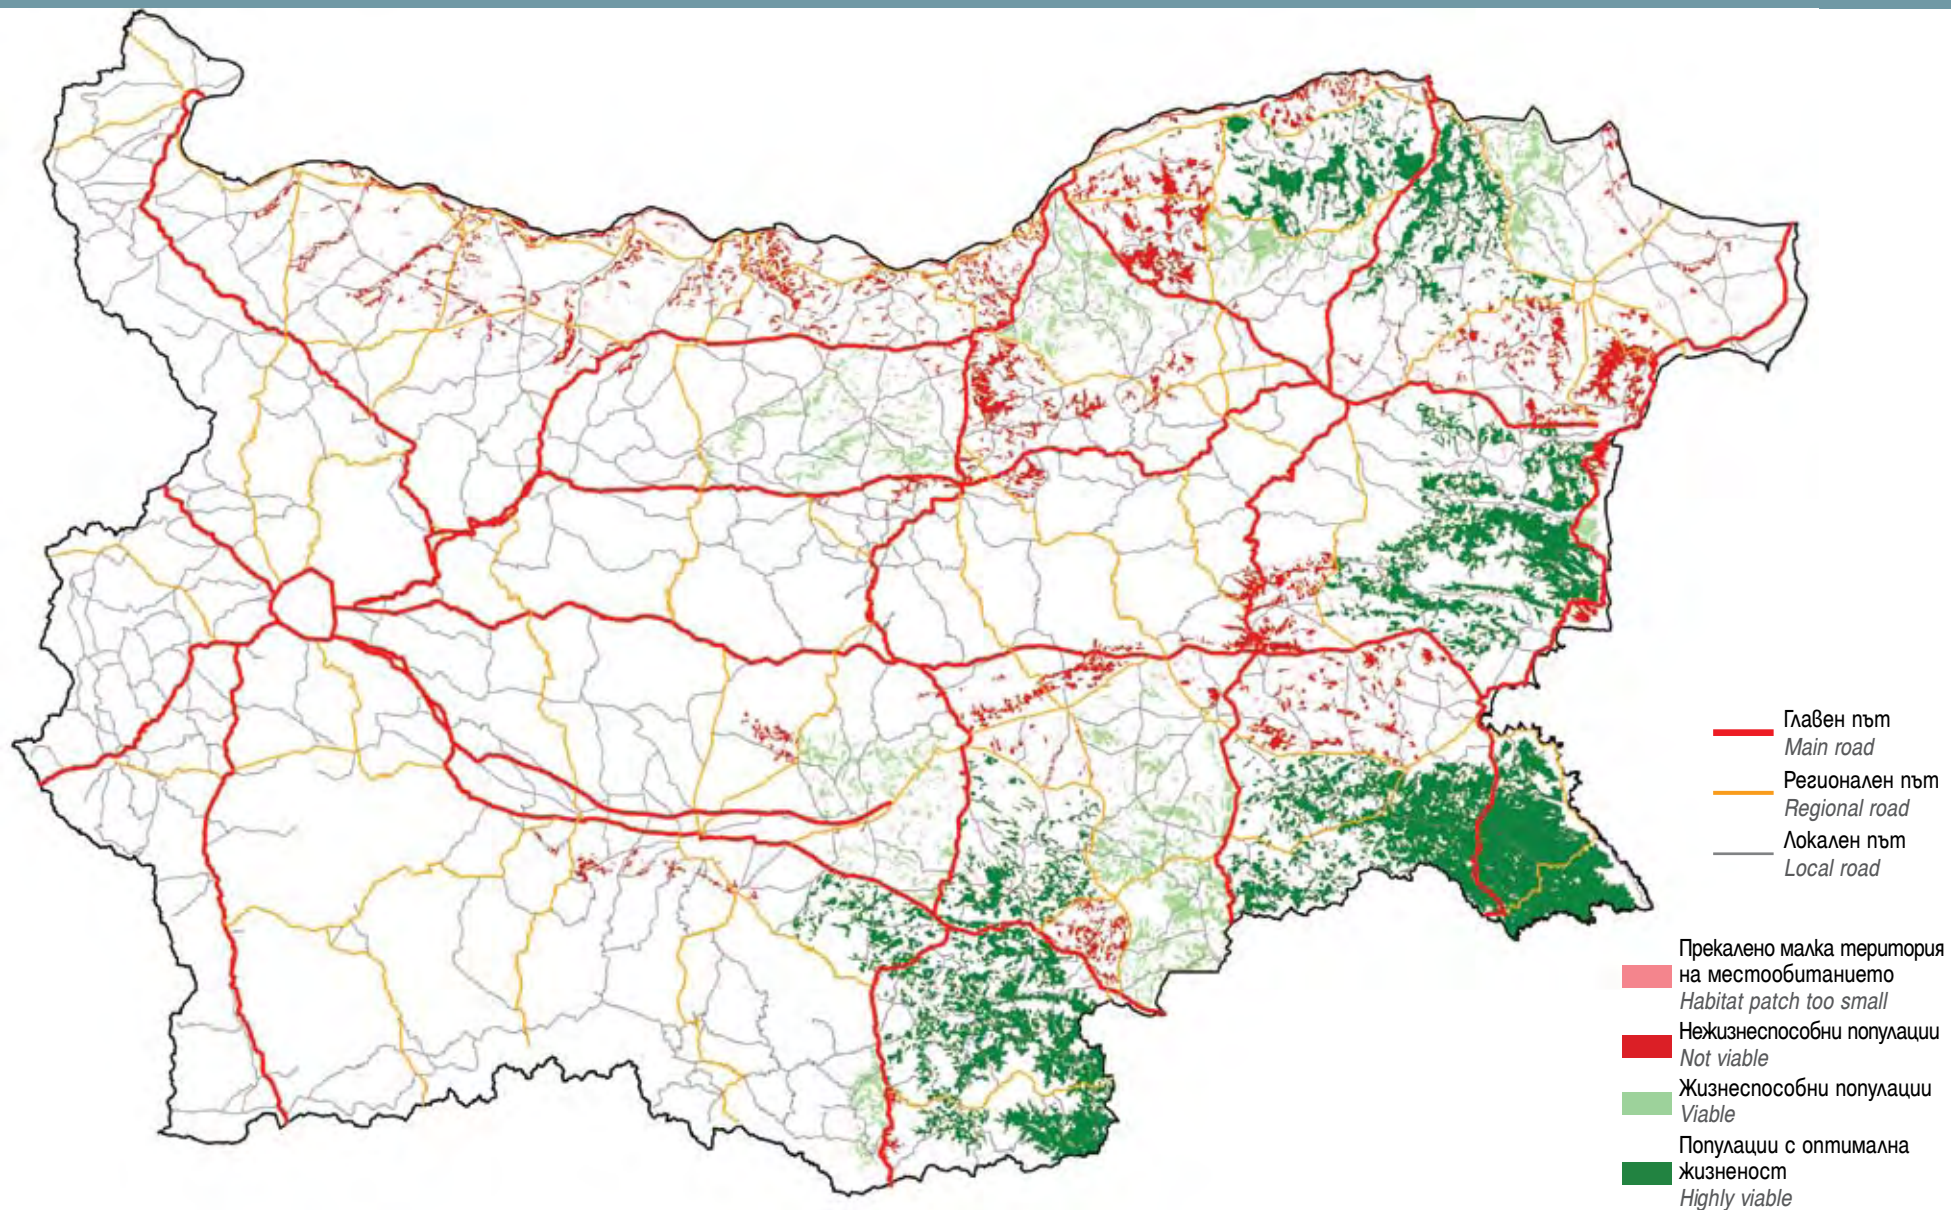 Главен път
Main road
Регионален път
Regional road
Локален път
Local road
Прекалено малка територия
на местообитанието
Habitat patch too small
Нежизнеспособни популации
Not viable
Жизнеспособни популации
Viable
Популации с оптимална
жизненост
Highly viable